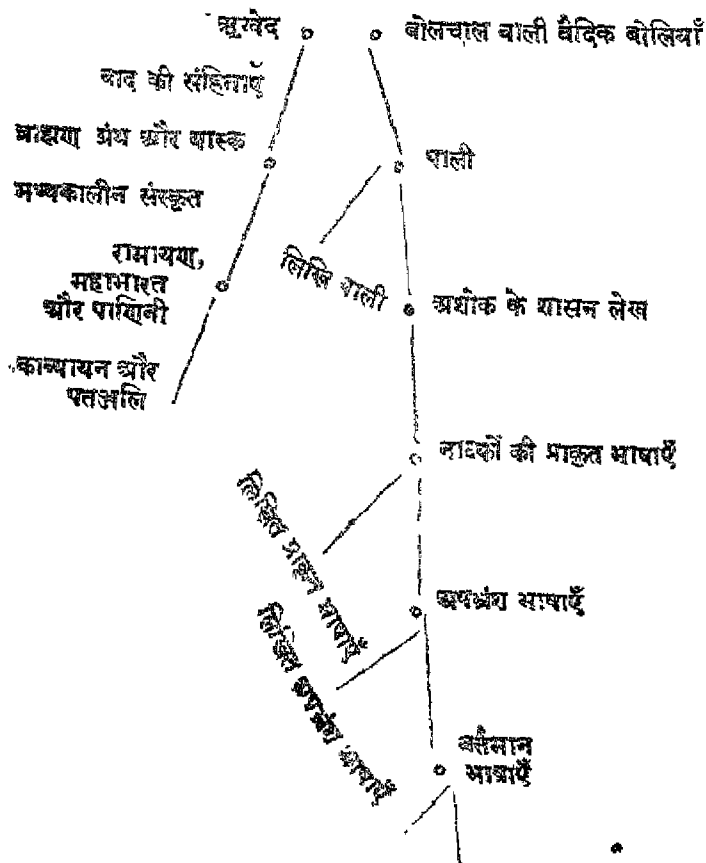 ऋग्वेद
बोलचाल वाली वैदिक बोलियाँ
बाद की संहिताएँ
ब्राह्मण ग्रंथ और यास्क
पाली
मध्यकालीन संस्कृत
रामायण,
महाभारत
और पाणिनी
लिखि पाली
अशोक के शासन लेख
कात्यायन और
पतञ्जलि
नाटकों की प्राकृत भाषाएँ
लिखित प्राकृत भाषाएँ
अपभ्रंश भाषाएँ
लिखित अपभ्रंश भाषाएँ
वर्तमान
भाषाएँ